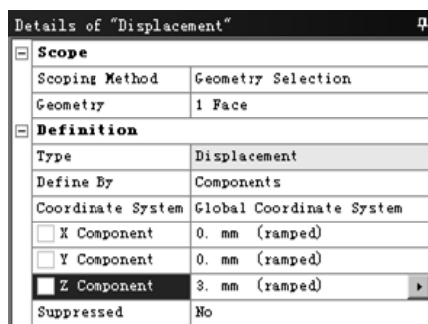 Details of "Displacement"
Scope
Scoping Method Geometry Selection
Geometry 1 Face
Definition
Type Displacement
Define By Components
Coordinate System Global Coordinate System
X Component 0. mm (ramped)
Y Component 0. mm (ramped)
Z Component 3. mm (ramped)
Suppressed No